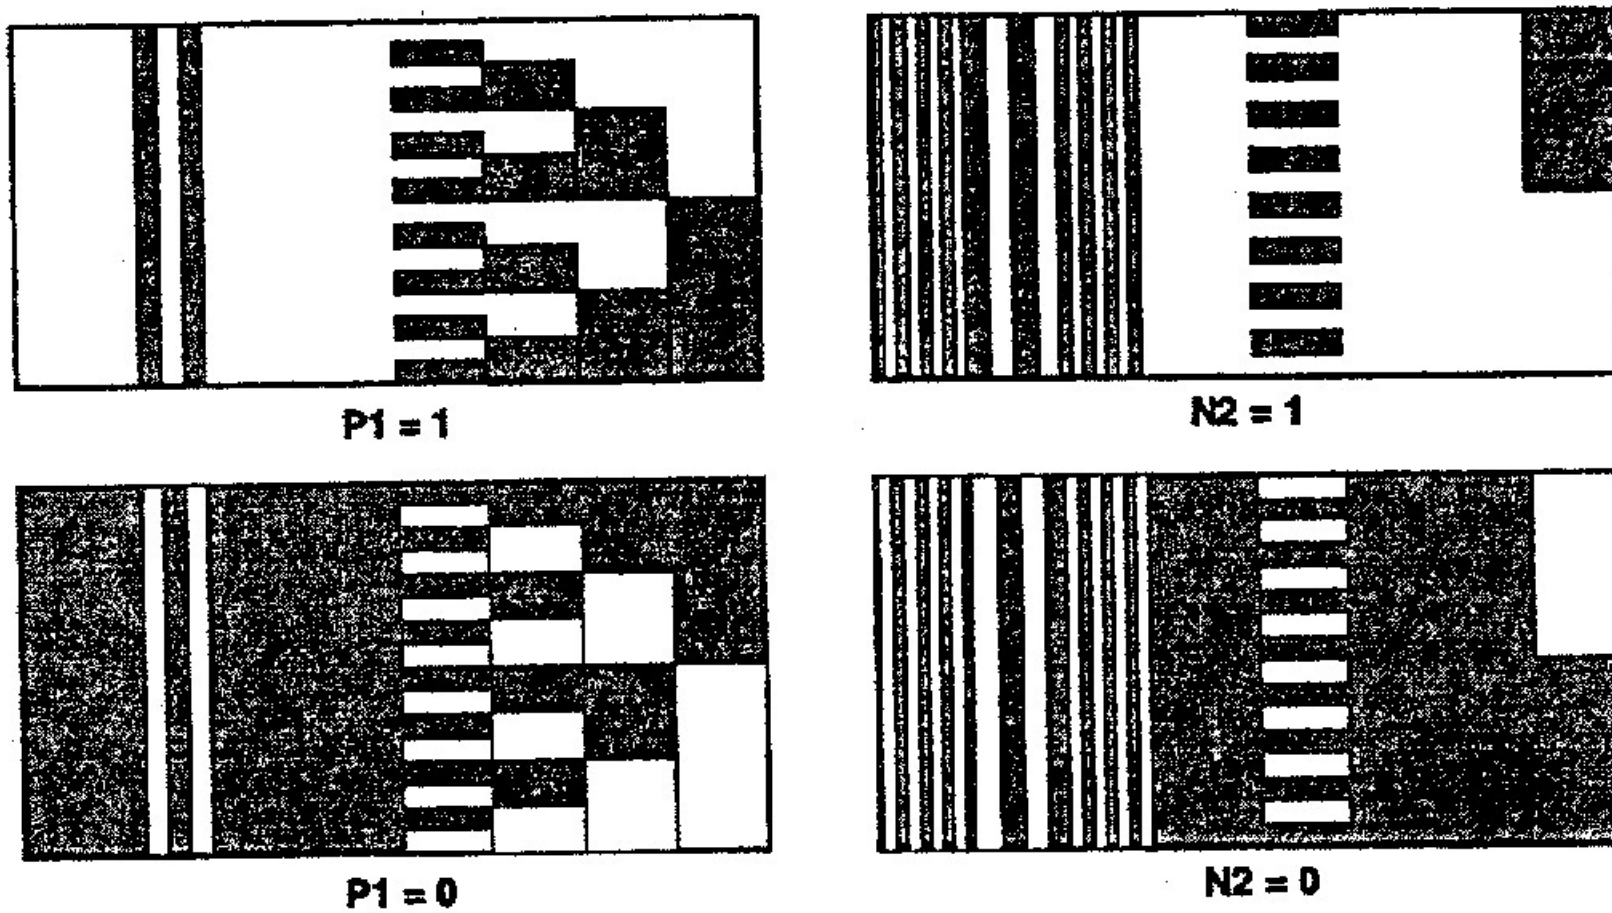 P1 = 1
N2 = 1
P1 = 0
N2 = 0